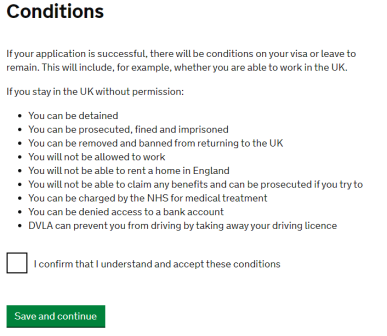 Conditions
If your application is successful, there will be conditions on your visa or leave to
remain. This will include, for example, whether you are able to work in the UK.
If you stay in the UK without permission:
• You can be detained
• You can be prosecuted, fined and imprisoned
• You can be removed and banned from returning to the UK
• You will not be allowed to work
• You will not be able to rent a home in England
• You will not be able to claim any benefits and can be prosecuted if you try to
• You can be charged by the NHS for medical treatment
• You can be denied access to a bank account
• DVLA can prevent you from driving by taking away your driving licence
I confirm that I understand and accept these conditions
Save and continue